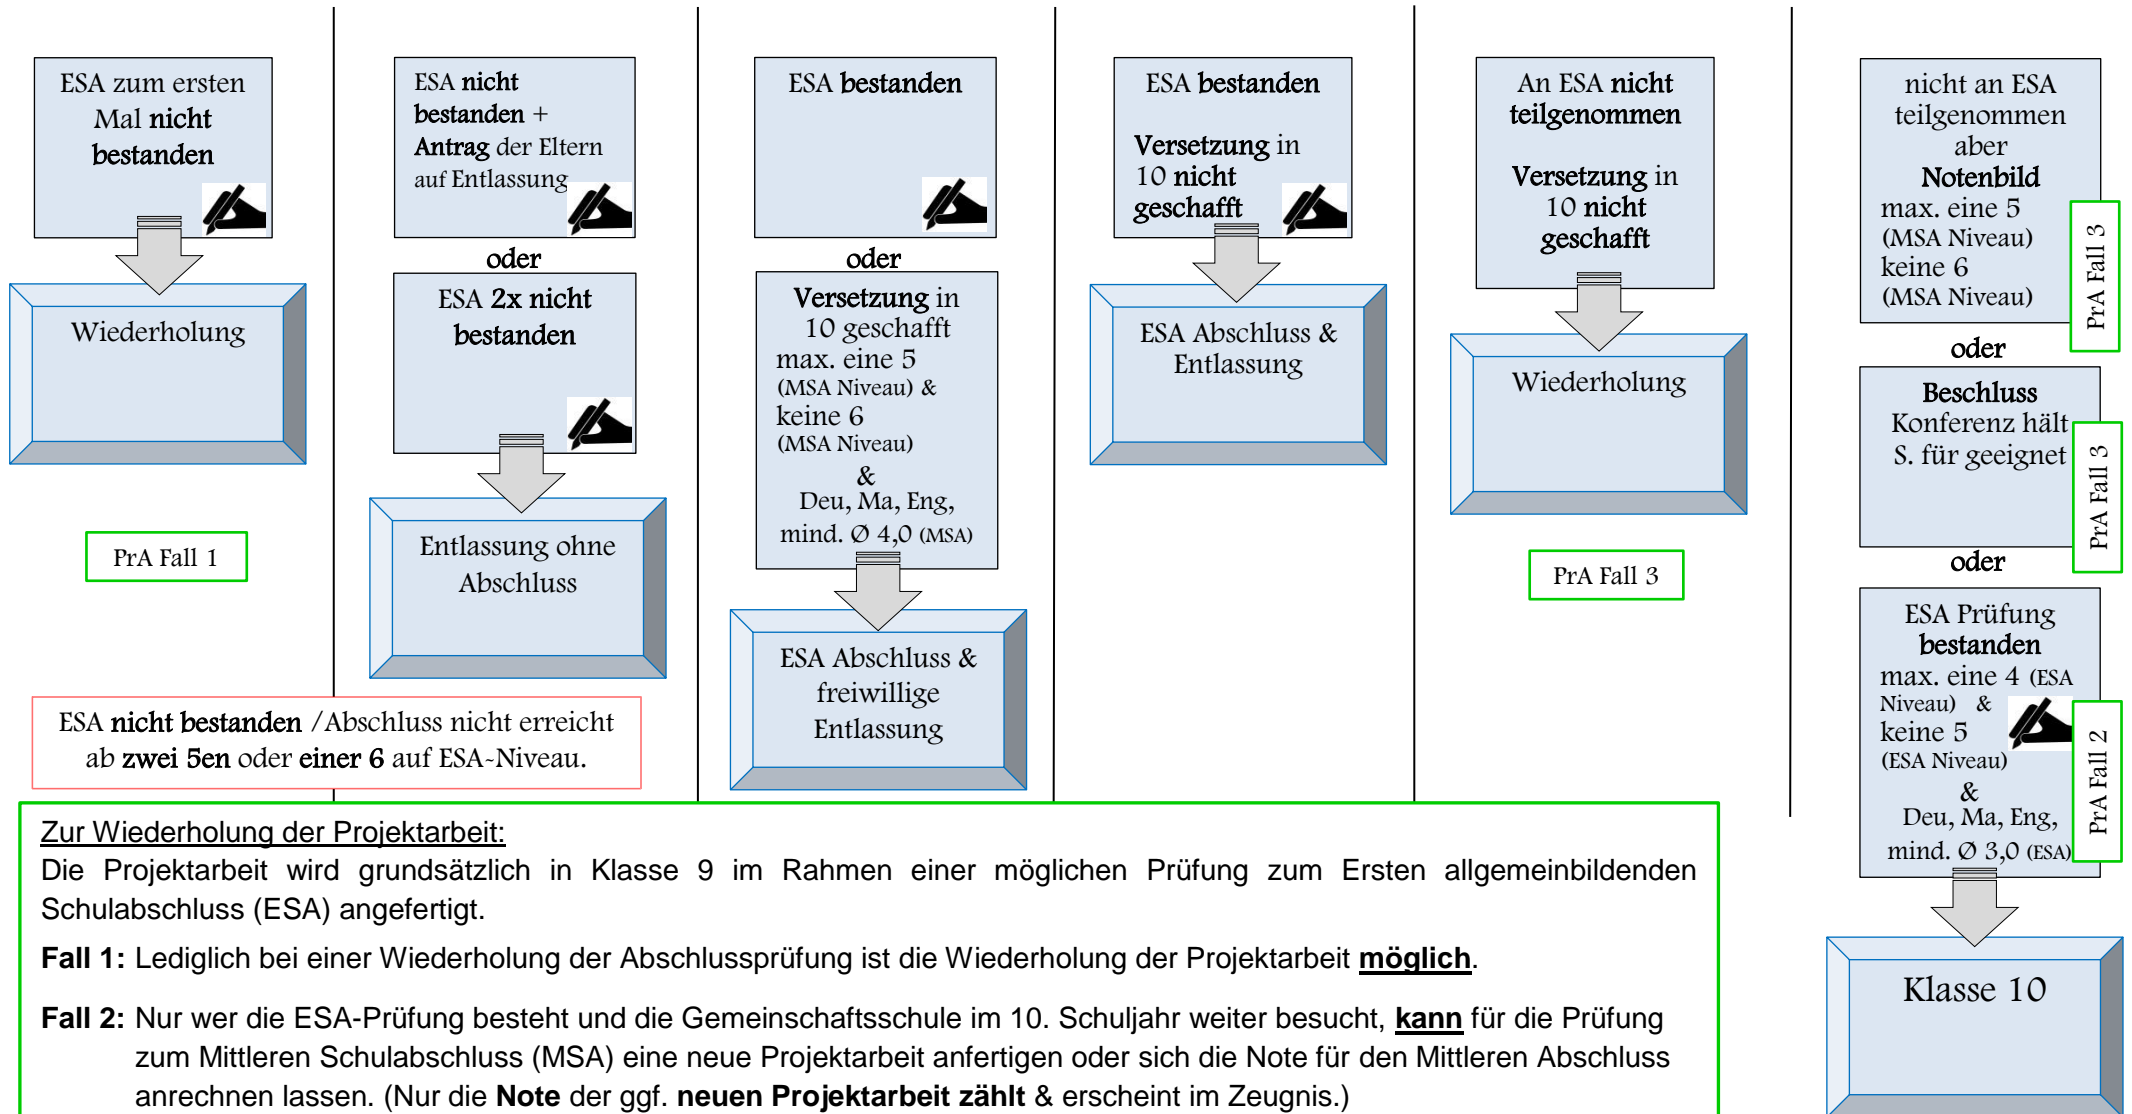 ESA zum ersten
Mal nicht
bestanden
Wiederholung
PrA Fall 1
ESA nicht
bestanden +
Antrag der Eltern
auf Entlassung
oder
ESA 2x nicht
bestanden
Entlassung ohne
Abschluss
ESA nicht bestanden /Abschluss nicht erreicht
ab zwei 5en oder einer 6 auf ESA-Niveau.
ESA bestanden
oder
Versetzung in
10 geschafft
max. eine 5
(MSA Niveau) &
keine 6
(MSA Niveau)
&
Deu, Ma, Eng,
mind. Ø 4,0 (MSA)
ESA Abschluss &
freiwillige
Entlassung
ESA bestanden
Versetzung in
10 nicht
geschafft
ESA Abschluss &
Entlassung
An ESA nicht
teilgenommen
Versetzung in
10 nicht
geschafft
Wiederholung
PrA Fall 3
nicht an ESA
teilgenommen
aber
Notenbild
max. eine 5
(MSA Niveau)
keine 6
(MSA Niveau)
PrA Fall 3
oder
Beschluss
Konferenz hält
S. für geeignet
PrA Fall 3
oder
ESA Prüfung
bestanden
max. eine 4 (ESA
Niveau) &
keine 5
(ESA Niveau)
&
Deu, Ma, Eng,
mind. Ø 3,0 (ESA)
PrA Fall 2
Klasse 10
Zur Wiederholung der Projektarbeit:
Die Projektarbeit wird grundsätzlich in Klasse 9 im Rahmen einer möglichen Prüfung zum Ersten allgemeinbildenden
Schulabschluss (ESA) angefertigt.
Fall 1: Lediglich bei einer Wiederholung der Abschlussprüfung ist die Wiederholung der Projektarbeit möglich.
Fall 2: Nur wer die ESA-Prüfung besteht und die Gemeinschaftsschule im 10. Schuljahr weiter besucht, kann für die Prüfung
zum Mittleren Schulabschluss (MSA) eine neue Projektarbeit anfertigen oder sich die Note für den Mittleren Abschluss
anrechnen lassen. (Nur die Note der ggf. neuen Projektarbeit zählt & erscheint im Zeugnis.)